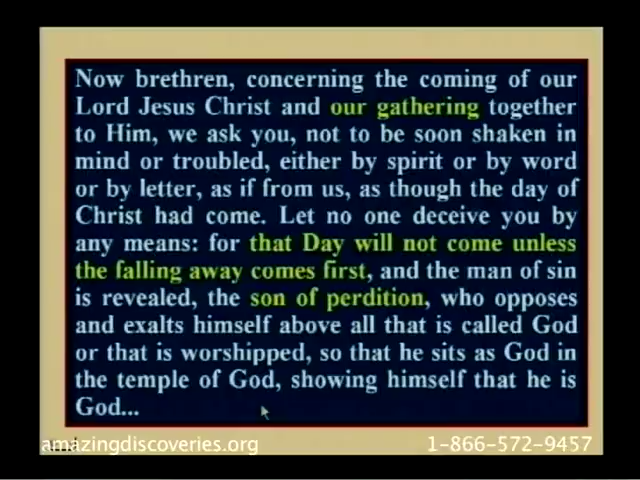 Now brethren, concerning the coming of our
Lord Jesus Christ and our gathering together
to Him, we ask you, not to be soon shaken in
mind or troubled, either by spirit or by word
or by letter, as if from us, as though the day of
Christ had come. Let no one deceive you by
any means: for that Day will not come unless
the falling away comes first, and the man of sin
is revealed, the son of perdition, who opposes
and exalts himself above all that is called God
or that is worshipped, so that he sits as God in
the temple of God, showing himself that he is
God...
amazingdiscoveries.org 1-866-572-9457